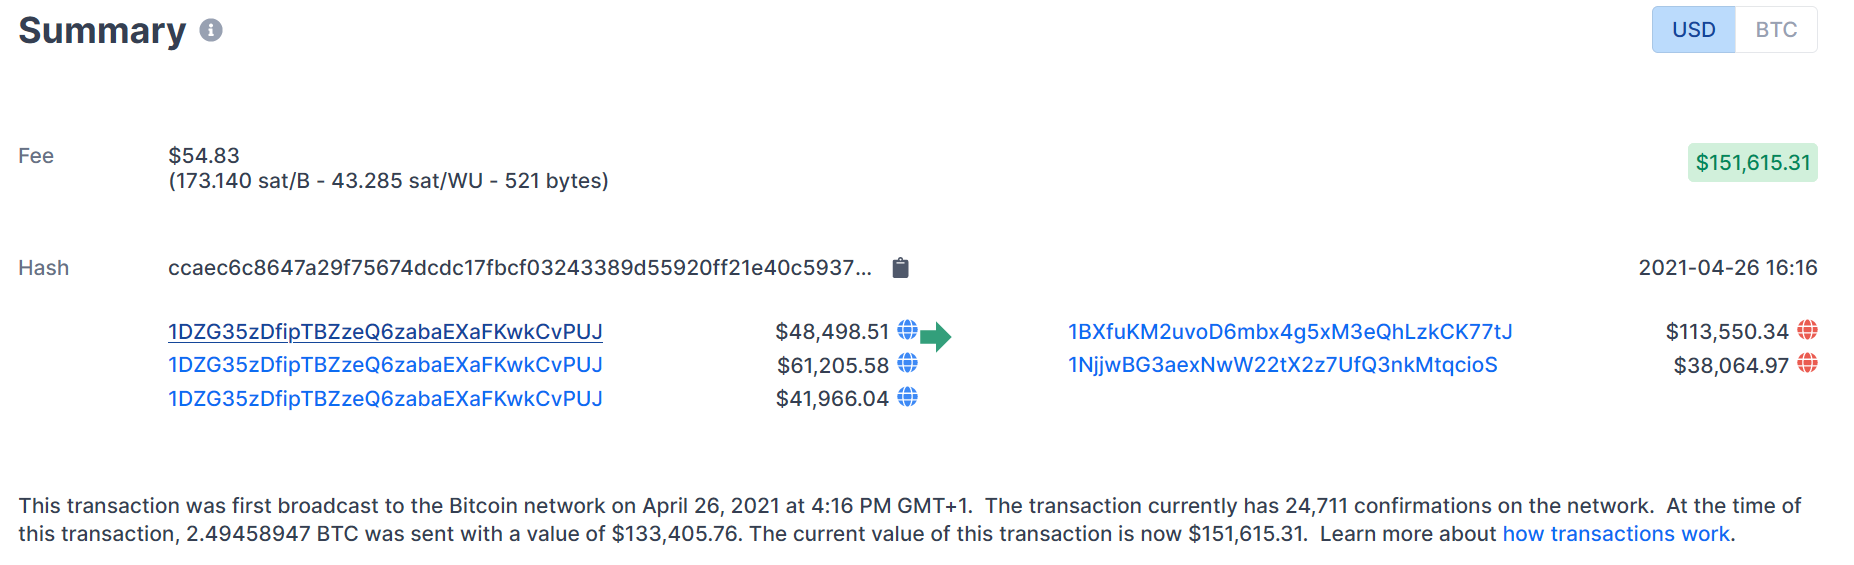 Summary
USD BTC
Fee $54.83 $151,615.31
(173.140 sat/B - 43.285 sat/WU - 521 bytes)
Hash ccaec6c8647a29f75674dcdc17fbcf03243389d55920ff21e40c5937... 2021-04-26 16:16
1DZG35zDfipTBZzeQ6zabaEXaFKwkCvPUJ $48,498.51 1BXfuKM2uvoD6mbx4g5xM3eQhLzkCK77tJ $113,550.34
1DZG35zDfipTBZzeQ6zabaEXaFKwkCvPUJ $61,205.58 1NjjwBG3aexNwW22tX2z7UfQ3nkMtqcioS $38,064.97
1DZG35zDfipTBZzeQ6zabaEXaFKwkCvPUJ $41,966.04
This transaction was first broadcast to the Bitcoin network on April 26, 2021 at 4:16 PM GMT+1. The transaction currently has 24,711 confirmations on the network. At the time of
this transaction, 2.49458947 BTC was sent with a value of $133,405.76. The current value of this transaction is now $151,615.31. Learn more about how transactions work.